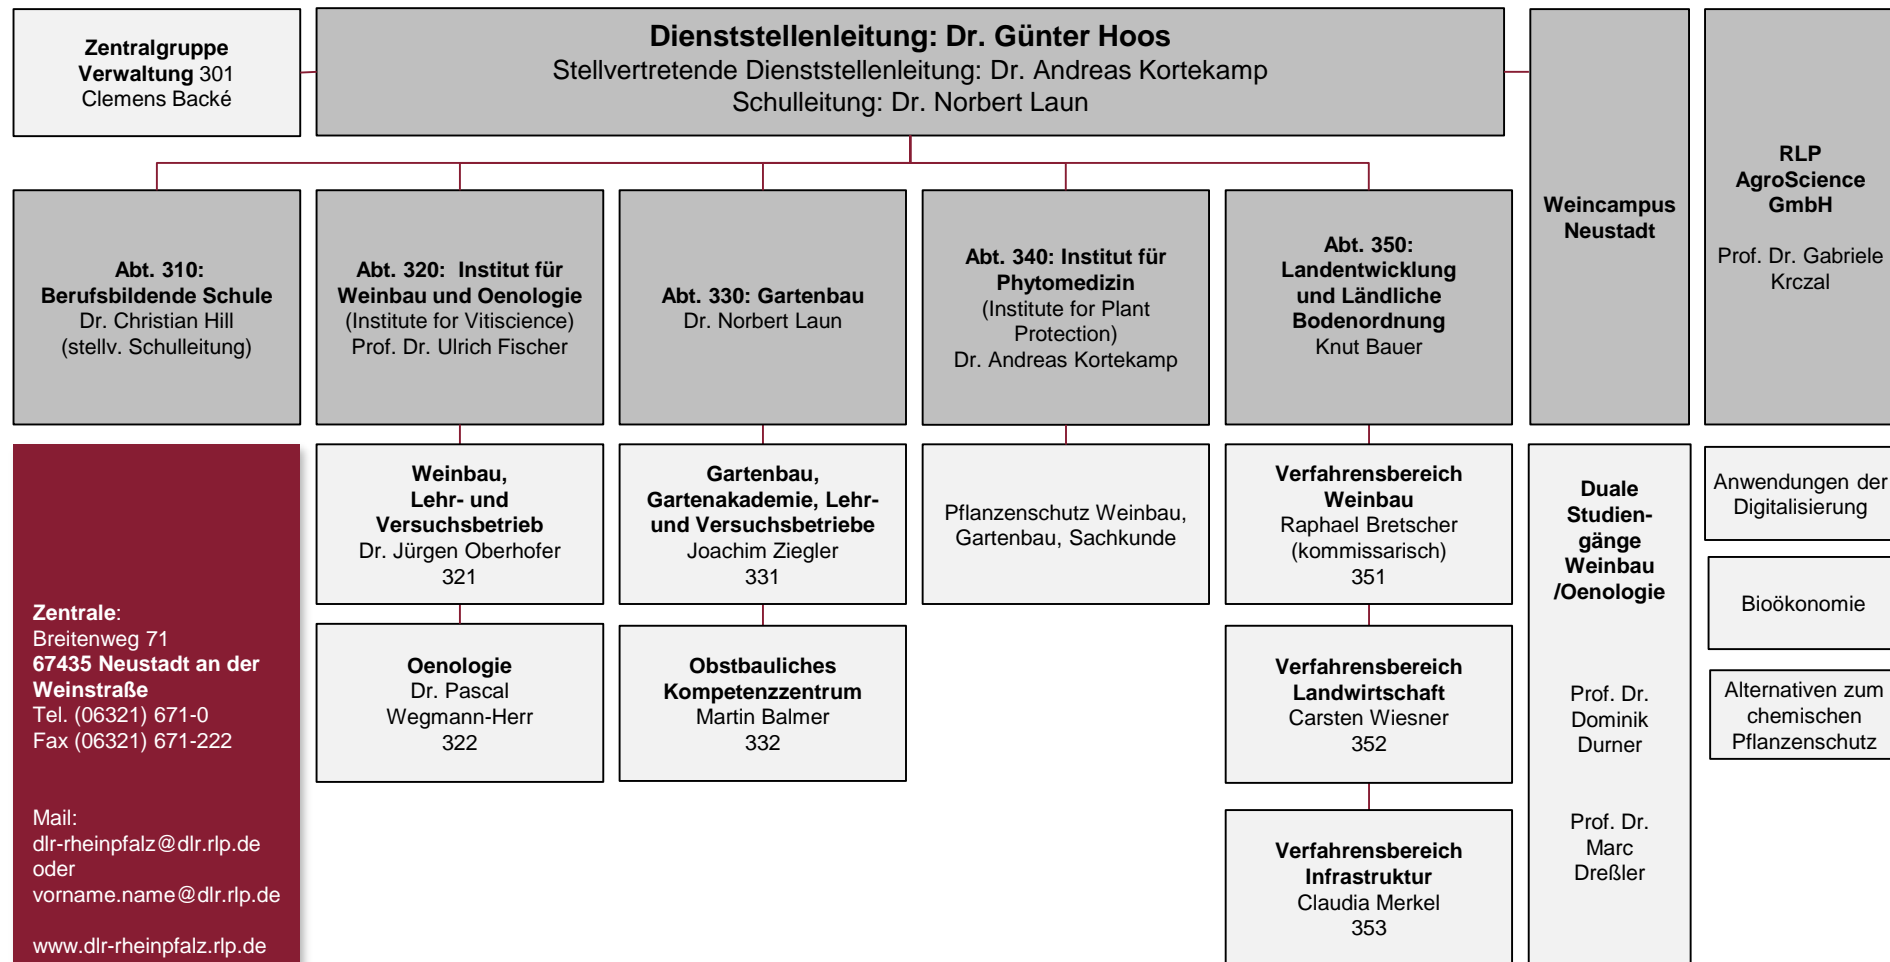 Zentralgruppe
Verwaltung 301
Clemens Backé
Dienststellenleitung: Dr. Günter Hoos
Stellvertretende Dienststellenleitung: Dr. Andreas Kortekamp
Schulleitung: Dr. Norbert Laun
Weincampus
Neustadt
RLP
AgroScience
GmbH
Prof. Dr. Gabriele
Krczal
Abt. 310:
Berufsbildende Schule
Dr. Christian Hill
(stellv. Schulleitung)
Abt. 320: Institut für
Weinbau und Oenologie
(Institute for Vitiscience)
Prof. Dr. Ulrich Fischer
Abt. 330: Gartenbau
Dr. Norbert Laun
Abt. 340: Institut für
Phytomedizin
(Institute for Plant
Protection)
Dr. Andreas Kortekamp
Abt. 350:
Landentwicklung
und Ländliche
Bodenordnung
Knut Bauer
Zentrale:
Breitenweg 71
67435 Neustadt an der
Weinstraße
Tel. (06321) 671-0
Fax (06321) 671-222
Mail:
dlr-rheinpfalz@dlr.rlp.de
oder
vorname.name@dlr.rlp.de
www.dlr-rheinpfalz.rlp.de
Weinbau,
Lehr- und
Versuchsbetrieb
Dr. Jürgen Oberhofer
321
Oenologie
Dr. Pascal
Wegmann-Herr
322
Gartenbau,
Gartenakademie, Lehr-
und Versuchsbetriebe
Joachim Ziegler
331
Obstbauliches
Kompetenzzentrum
Martin Balmer
332
Pflanzenschutz Weinbau,
Gartenbau, Sachkunde
Verfahrensbereich
Weinbau
Raphael Bretscher
(kommissarisch)
351
Verfahrensbereich
Landwirtschaft
Carsten Wiesner
352
Verfahrensbereich
Infrastruktur
Claudia Merkel
353
Duale
Studien-
gänge
Weinbau
/Oenologie
Prof. Dr.
Dominik
Durner
Prof. Dr.
Marc
Dreßler
Anwendungen der
Digitalisierung
Bioökonomie
Alternativen zum
chemischen
Pflanzenschutz